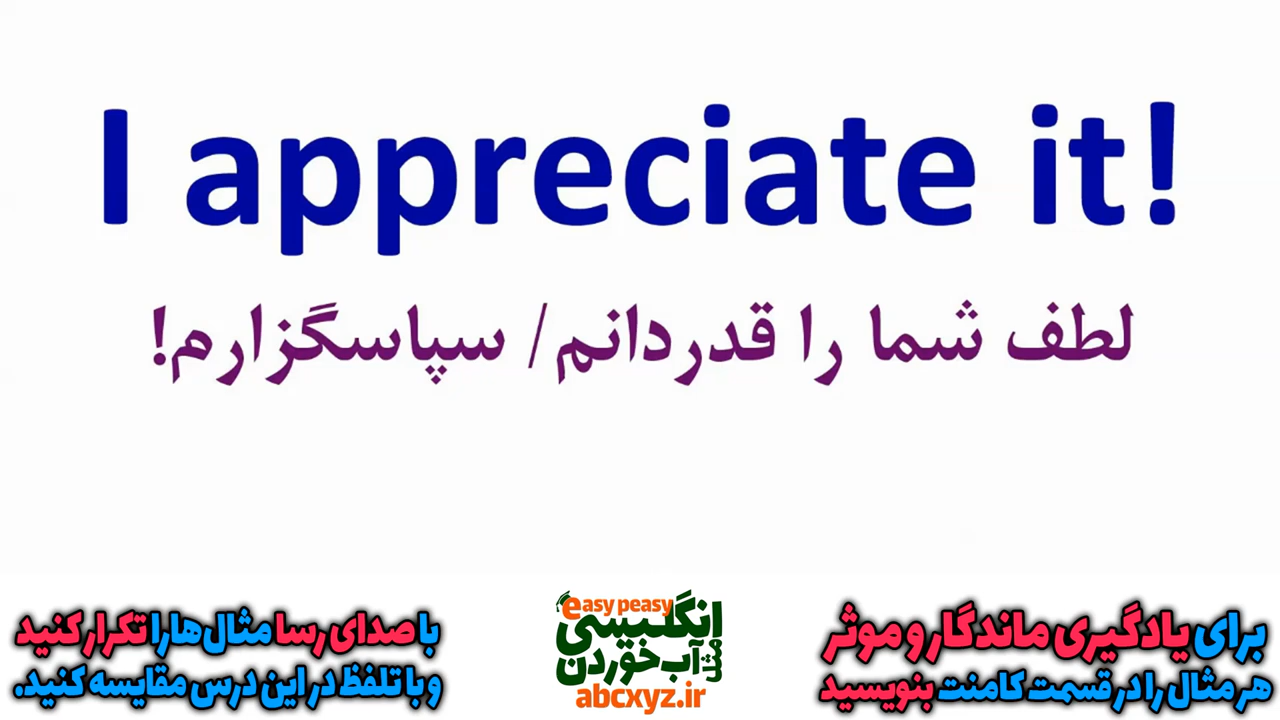 I appreciate it!
لطف شما را قدردانم/ سپاسگزارم!
برای یادگیری ماندگار و موثر
هر مثال را در قسمت کامنت بنویسید
easy peasy
انگلیسی
مثل آب خوردن
abcxyz.ir
با صدای رسا مثال‌ها را تکرار کنید
و با تلفظ در این درس مقایسه کنید.